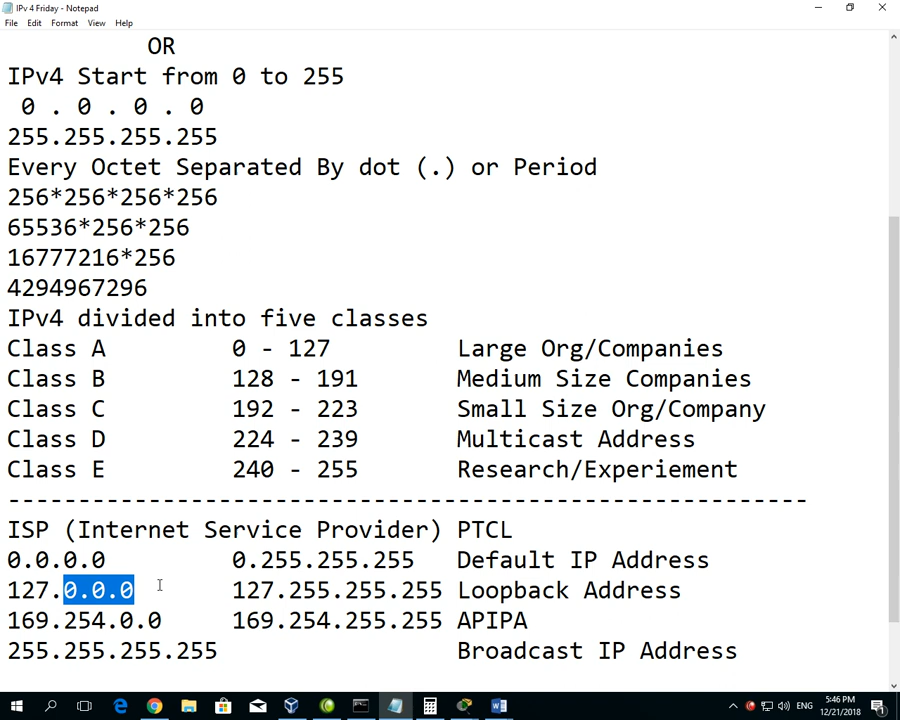 IPv 4 Friday - Notepad
File Edit Format View Help
OR
IPv4 Start from 0 to 255
0 . 0 . 0 . 0
255.255.255.255
Every Octet Separated By dot (.) or Period
256*256*256*256
65536*256*256
16777216*256
4294967296
IPv4 divided into five classes
Class A 0 - 127 Large Org/Companies
Class B 128 - 191 Medium Size Companies
Class C 192 - 223 Small Size Org/Company
Class D 224 - 239 Multicast Address
Class E 240 - 255 Research/Experiement
---------------------------------------------------------
ISP (Internet Service Provider) PTCL
0.0.0.0 0.255.255.255 Default IP Address
127.0.0.0 127.255.255.255 Loopback Address
169.254.0.0 169.254.255.255 APIPA
255.255.255.255 Broadcast IP Address
ENG
5:46 PM
12/21/2018